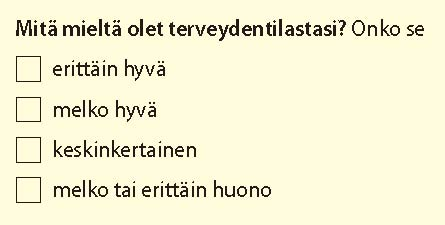 Mitä mieltä olet terveydentilastasi? Onko se
erittäin hyvä
melko hyvä
keskinkertainen
melko tai erittäin huono